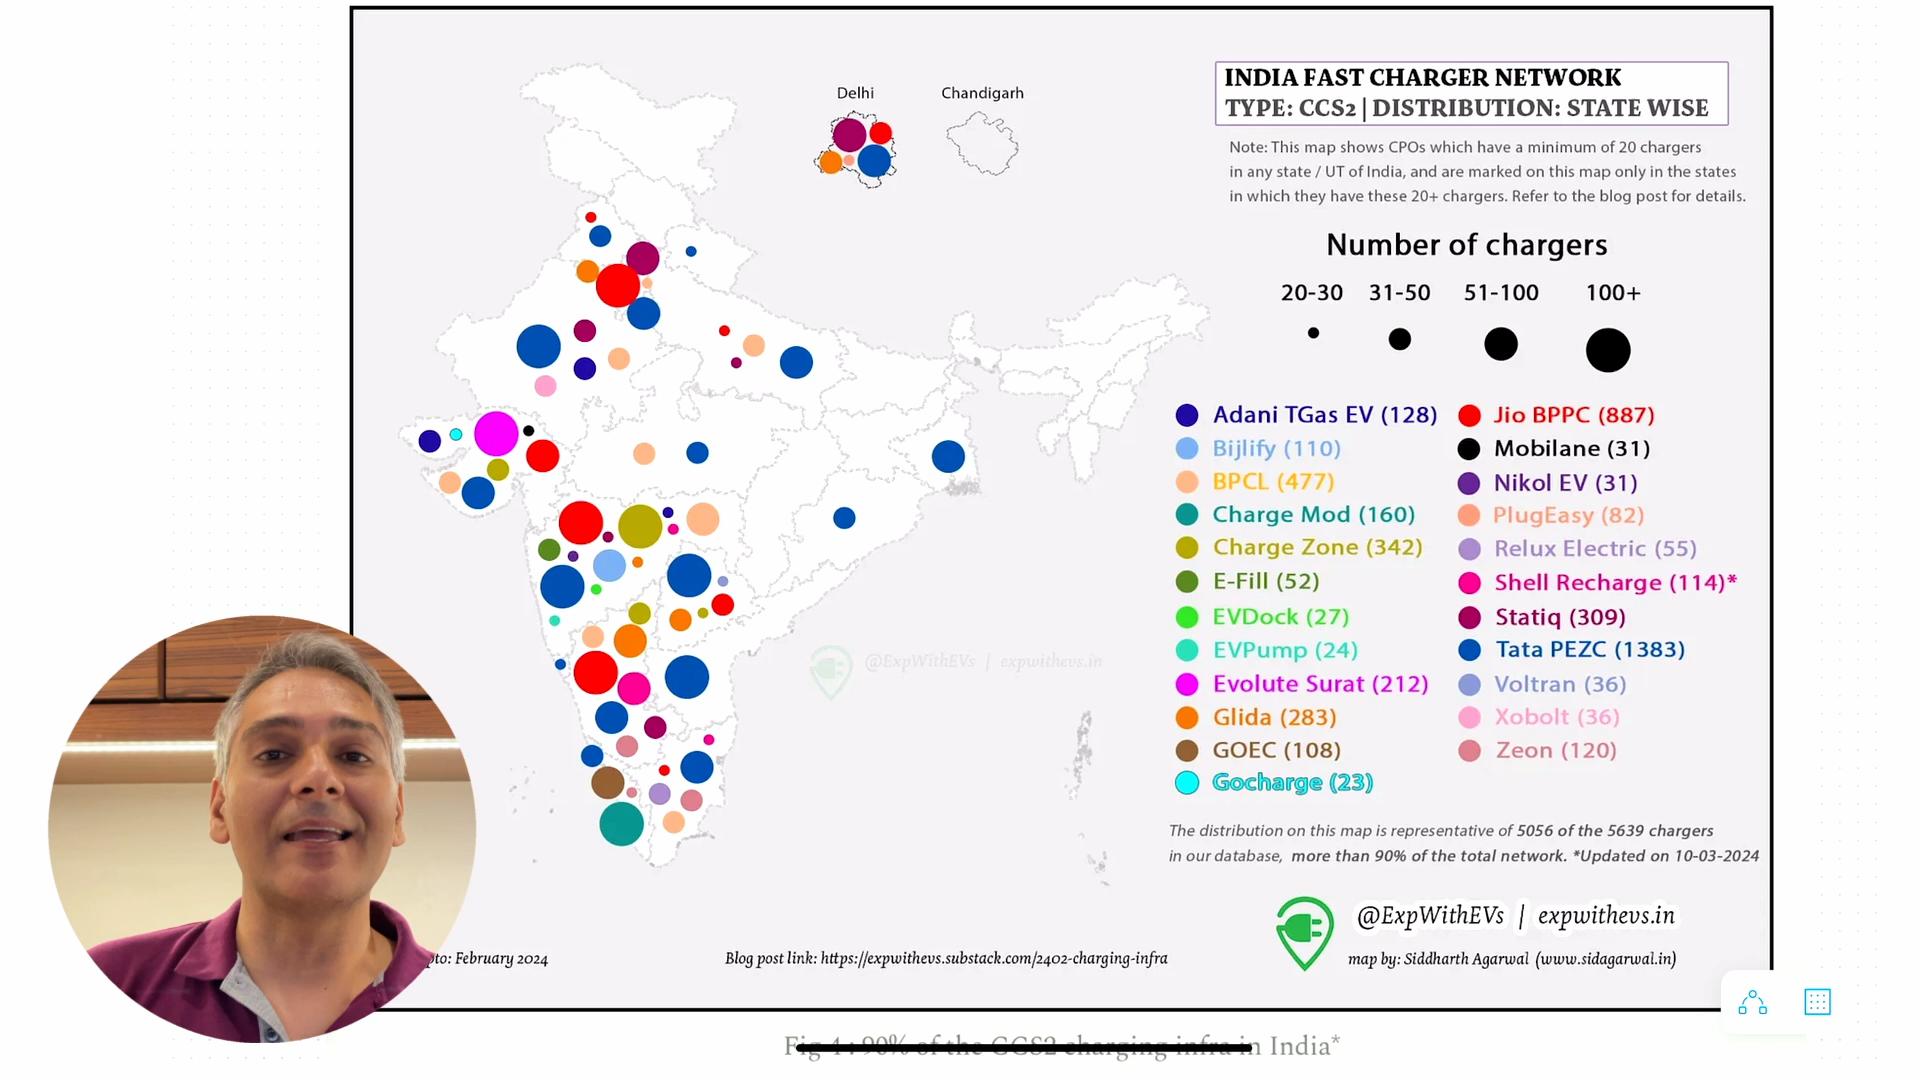 INDIA FAST CHARGER NETWORK
TYPE: CCS2 | DISTRIBUTION: STATE WISE
Delhi
Chandigarh
Note: This map shows CPOs which have a minimum of 20 chargers
in any state / UT of India, and are marked on this map only in the states
in which they have these 20+ chargers. Refer to the blog post for details.
Number of chargers
20-30 31-50 51-100 100+
Adani TGas EV (128)
Bijlify (110)
BPCL (477)
Charge Mod (160)
Charge Zone (342)
E-Fill (52)
EVDock (27)
EVPump (24)
Evolute Surat (212)
Glida (283)
GOEC (108)
Gocharge (23)
Jio BPPC (887)
Mobilane (31)
Nikol EV (31)
PlugEasy (82)
Relux Electric (55)
Shell Recharge (114)*
Statiq (309)
Tata PEZC (1383)
Voltran (36)
Xobolt (36)
Zeon (120)
@ExpWithEVs | expwithevs.in
The distribution on this map is representative of 5056 of the 5639 chargers
in our database, more than 90% of the total network. *Updated on 10-03-2024
@ExpWithEVs | expwithevs.in
map by: Siddharth Agarwal (www.sidagarwal.in)
February 2024
Blog post link: https://expwithevs.substack.com/2402-charging-infra
Fig 4 : 90% of the CCS2 charging infra in India*